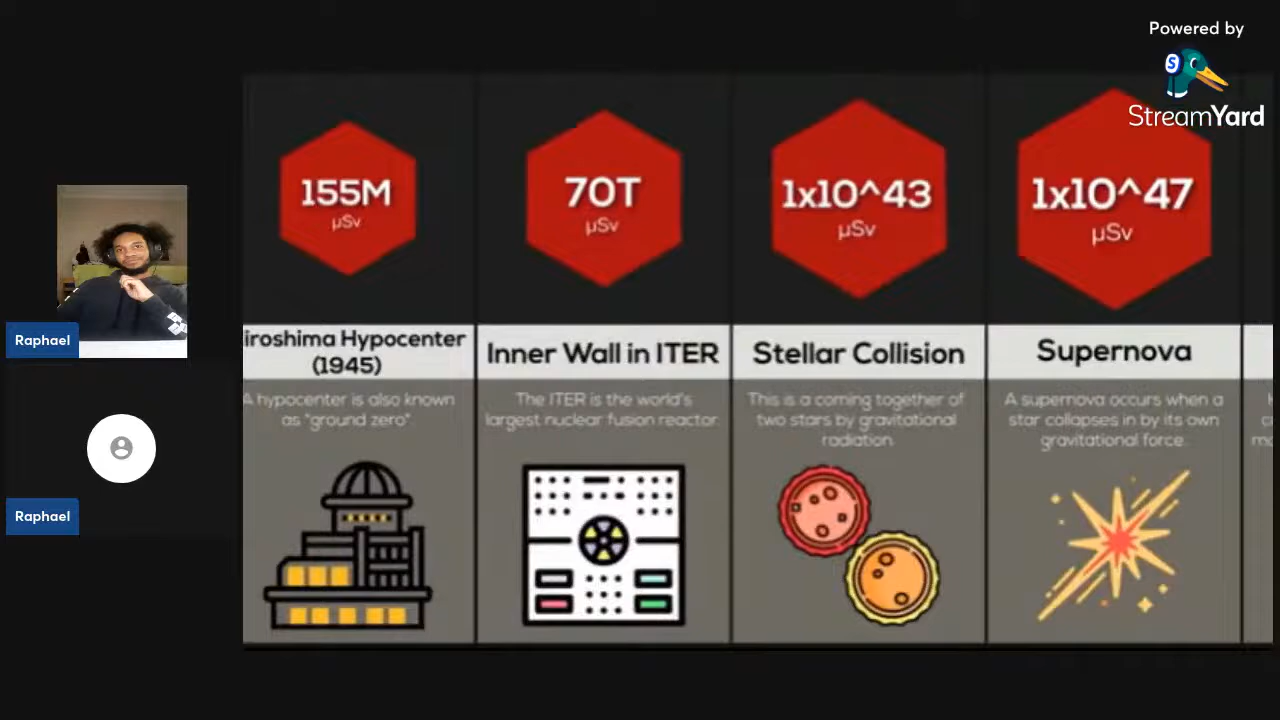 Powered by
StreamYard
155M
μSv
iroshima Hypocenter
(1945)
A hypocenter is also known
as "ground zero".
70T
μSv
Inner Wall in ITER
The ITER is the world's
largest nuclear fusion reactor.
1x10^43
μSv
Stellar Collision
This is a coming together of
two stars by gravitational
radiation.
1x10^47
μSv
Supernova
A supernova occurs when a
star collapses in by its own
gravitational force.
Raphael
Raphael